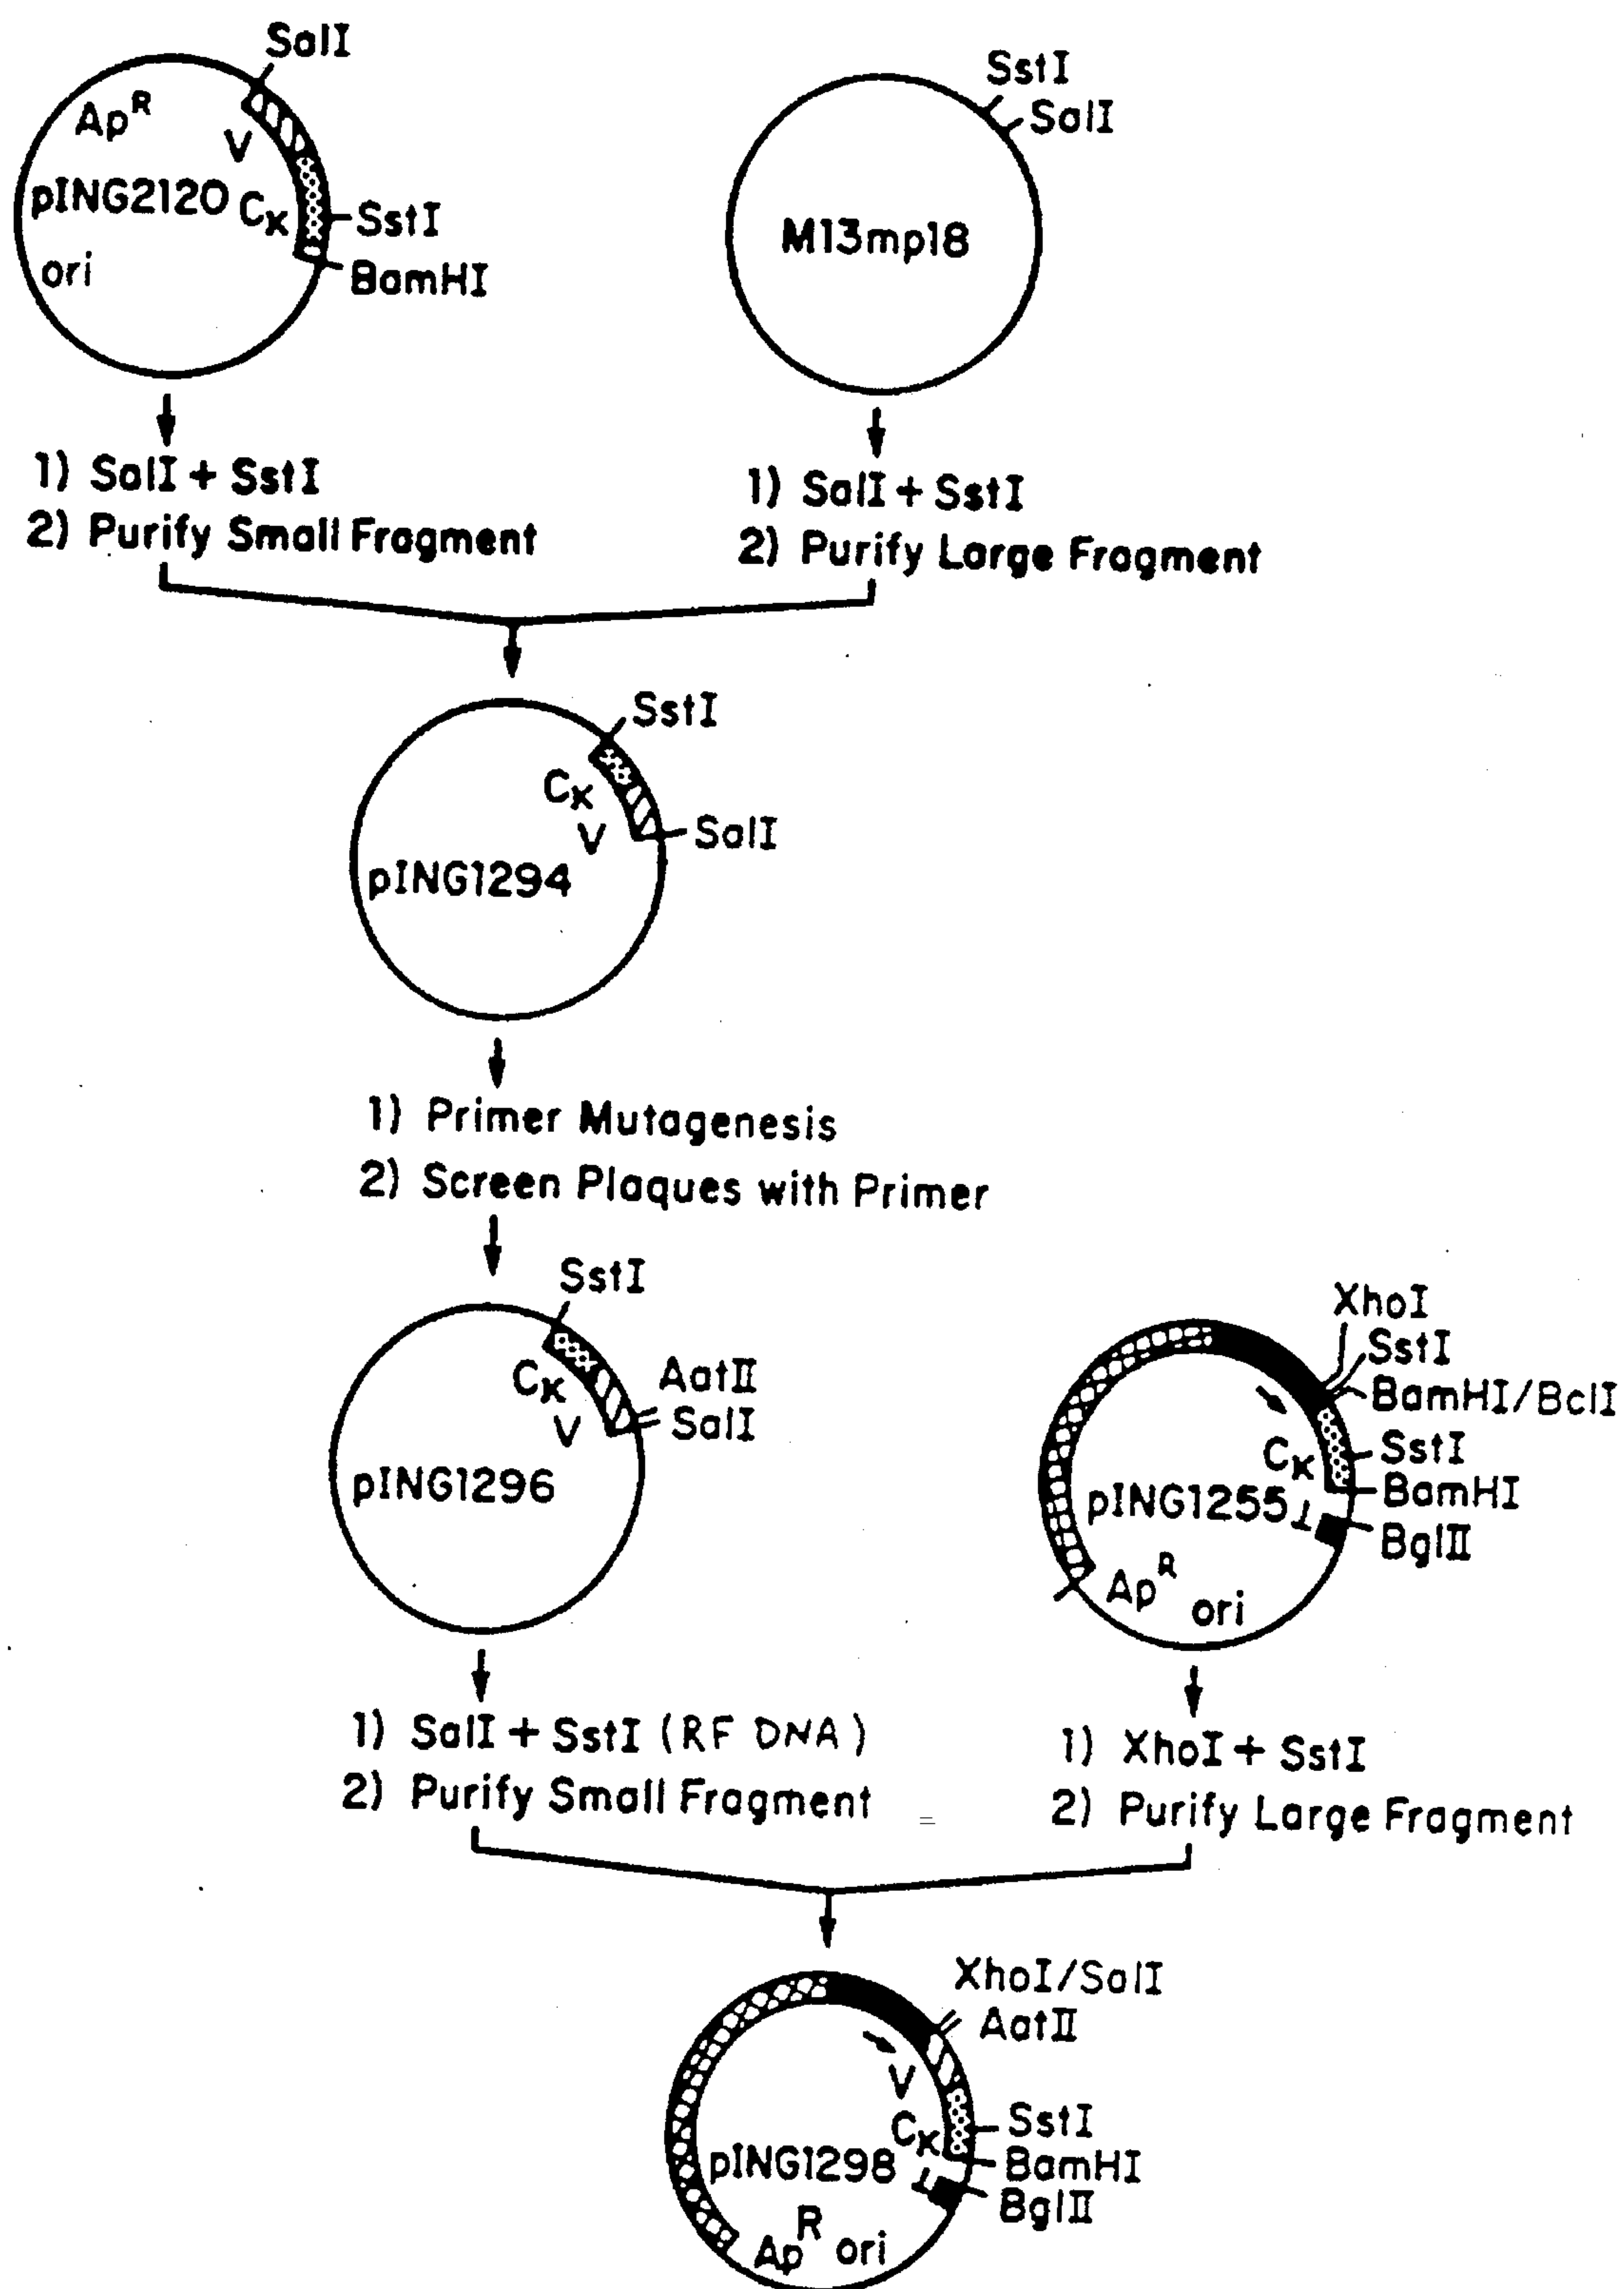 SalI
Ap^R
V
pING2120
Cκ
SstI
BamHI
ori
SstI
SalI
M13mp18
1) SalI + SstI
2) Purify Small Fragment
1) SalI + SstI
2) Purify Large Fragment
SstI
Cκ
V
SalI
pING1294
1) Primer Mutagenesis
2) Screen Plaques with Primer
SstI
Cκ
AatII
V
SalI
pING1296
XhoI
SstI
BamHI/BclI
Cκ
SstI
pING1255
BamHI
T
BglII
Ap^R
ori
1) SalI + SstI (RF DNA)
2) Purify Small Fragment
1) XhoI + SstI
2) Purify Large Fragment
XhoI/SalI
AatII
V
Cκ
SstI
pING1298
BamHI
T
BglII
Ap^R
ori